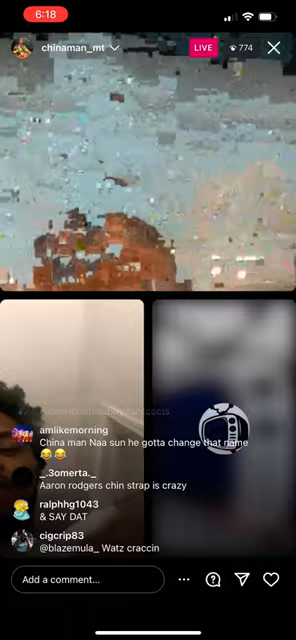 6:18
chinaman_mt
LIVE
774
amlikemorning
China man Naa sun he gotta change that name
😂😂
_.3omerta._
Aaron rodgers chin strap is crazy
ralphhg1043
& SAY DAT
cigcrip83
@blazemula_ Watz craccin
Add a comment...